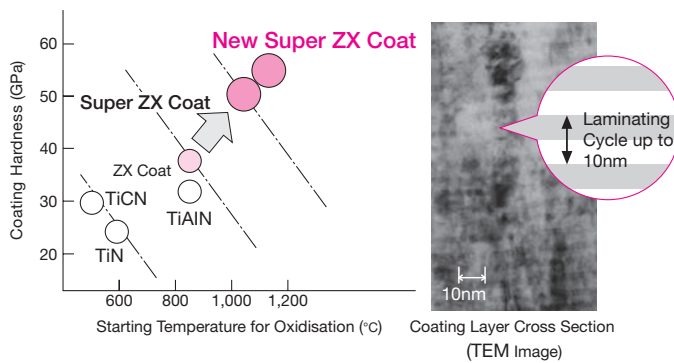 New Super ZX Coat
Super ZX Coat
ZX Coat
TiCN
TiAlN
TiN
Coating Hardness (GPa)
60
50
40
30
20
600
800
1,000
1,200
Starting Temperature for Oxidisation (°C)
Laminating
Cycle up to
10nm
10nm
Coating Layer Cross Section
(TEM Image)